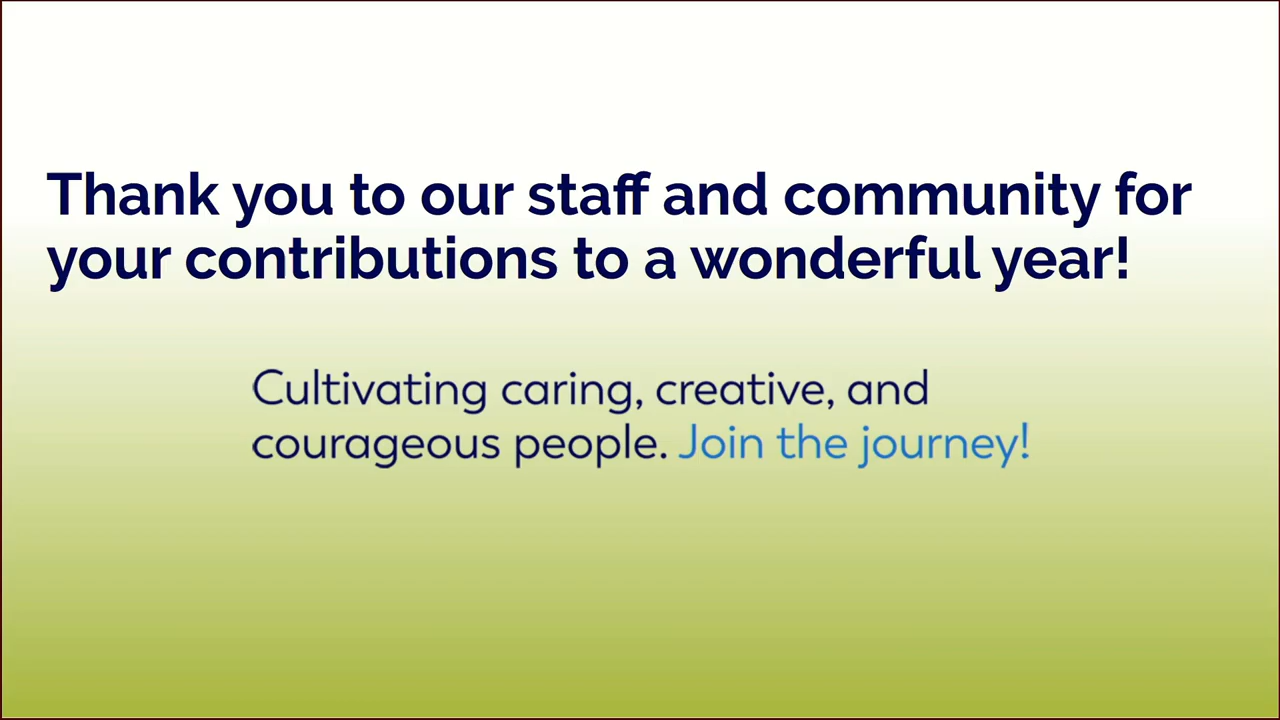 Thank you to our staff and community for
your contributions to a wonderful year!
Cultivating caring, creative, and
courageous people. Join the journey!